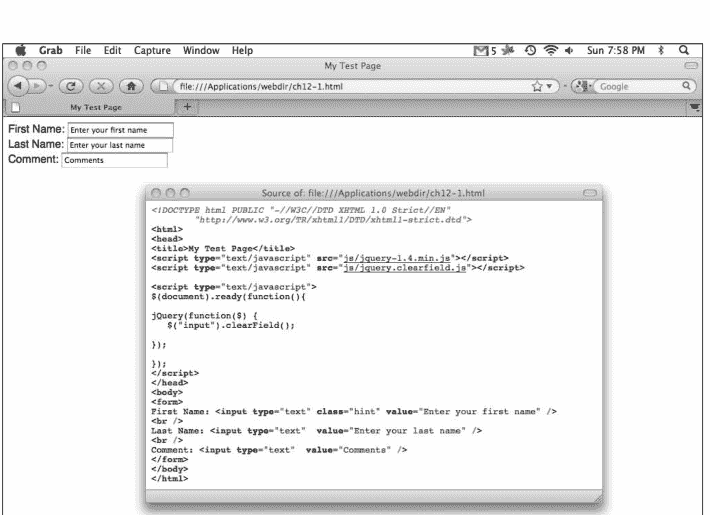 Grab File Edit Capture Window Help 5 Sun 7:58 PM
My Test Page
file:///Applications/webdir/ch12-1.html Google
My Test Page +
First Name: Enter your first name
Last Name: Enter your last name
Comment: Comments
Source of: file:///Applications/webdir/ch12-1.html
<!DOCTYPE html PUBLIC "-//W3C//DTD XHTML 1.0 Strict//EN"
"http://www.w3.org/TR/xhtml1/DTD/xhtml1-strict.dtd">
<html>
<head>
<title>My Test Page</title>
<script type="text/javascript" src="js/jquery-1.4.min.js"></script>
<script type="text/javascript" src="js/jquery.clearfield.js"></script>
<script type="text/javascript">
$(document).ready(function(){
jQuery(function($) {
$("input").clearField();
});
});
</script>
</head>
<body>
<form>
First Name: <input type="text" class="hint" value="Enter your first name" />
<br />
Last Name: <input type="text" value="Enter your last name" />
<br />
Comment: <input type="text" value="Comments" />
</form>
</body>
</html>